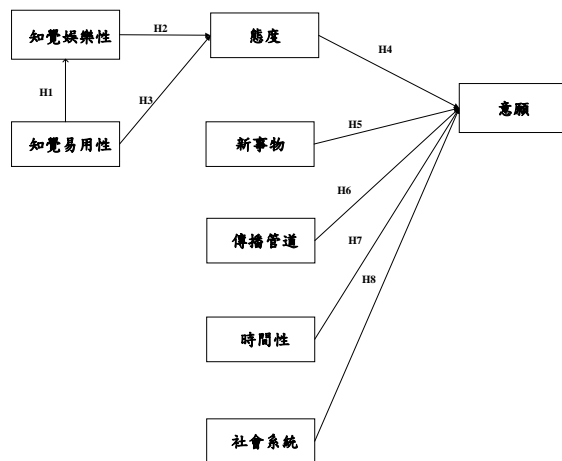 知覺娛樂性
H2
態度
H4
H1
H3
意願
知覺易用性
新事物
H5
H6
傳播管道
H7
H8
時間性
社會系統